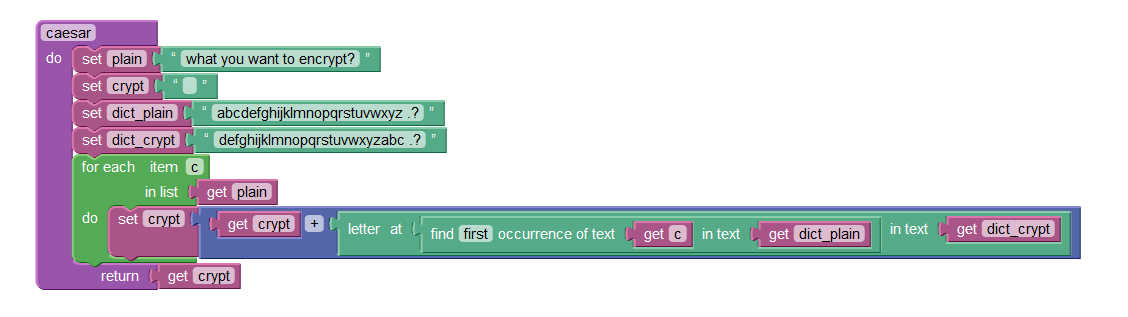 caesar
do set plain “ what you want to encrypt? ”
set crypt “ ”
set dict_plain “ abcdefghijklmnopqrstuvwxyz .? ”
set dict_crypt “ defghijklmnopqrstuvwxyzabc .? ”
for each item c
in list get plain
do set crypt get crypt + letter at find first occurrence of text get c in text get dict_plain in text get dict_crypt
return get crypt